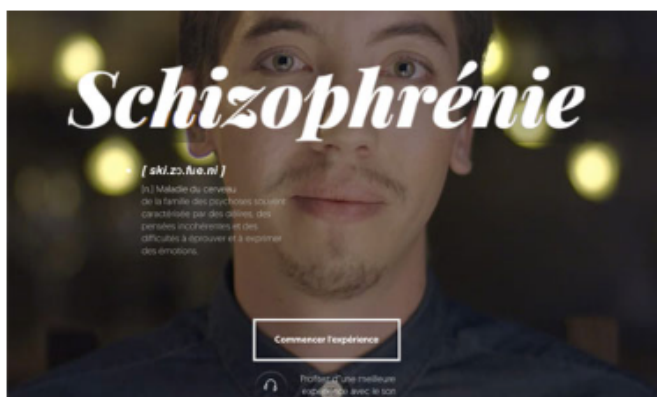 Schizophrénie
[ ski.zɔ.fʁe.ni ]
[n.] Maladie du cerveau
de la famille des psychoses souvent
caractérisée par des délires, des
pensées incohérentes et des
difficultés à éprouver et à exprimer
des émotions.
Commencer l'expérience
Profitez d'une meilleure
expérience avec le son